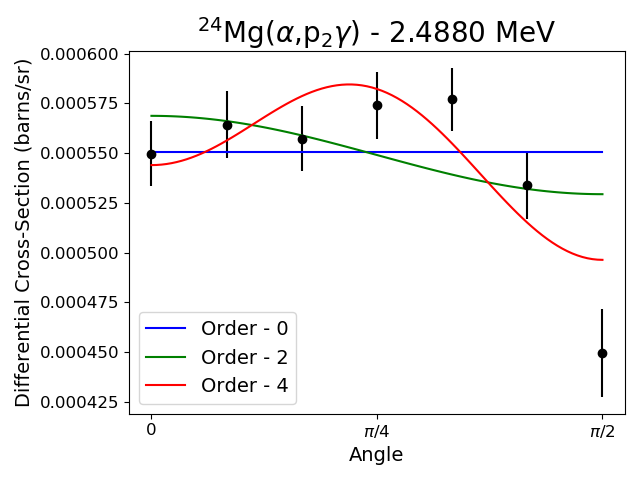 ²⁴Mg(α,p₂γ) - 2.4880 MeV
Differential Cross-Section (barns/sr)
0.000600
0.000575
0.000550
0.000525
0.000500
0.000475
0.000450
0.000425
Order - 0
Order - 2
Order - 4
0 π/4 π/2
Angle